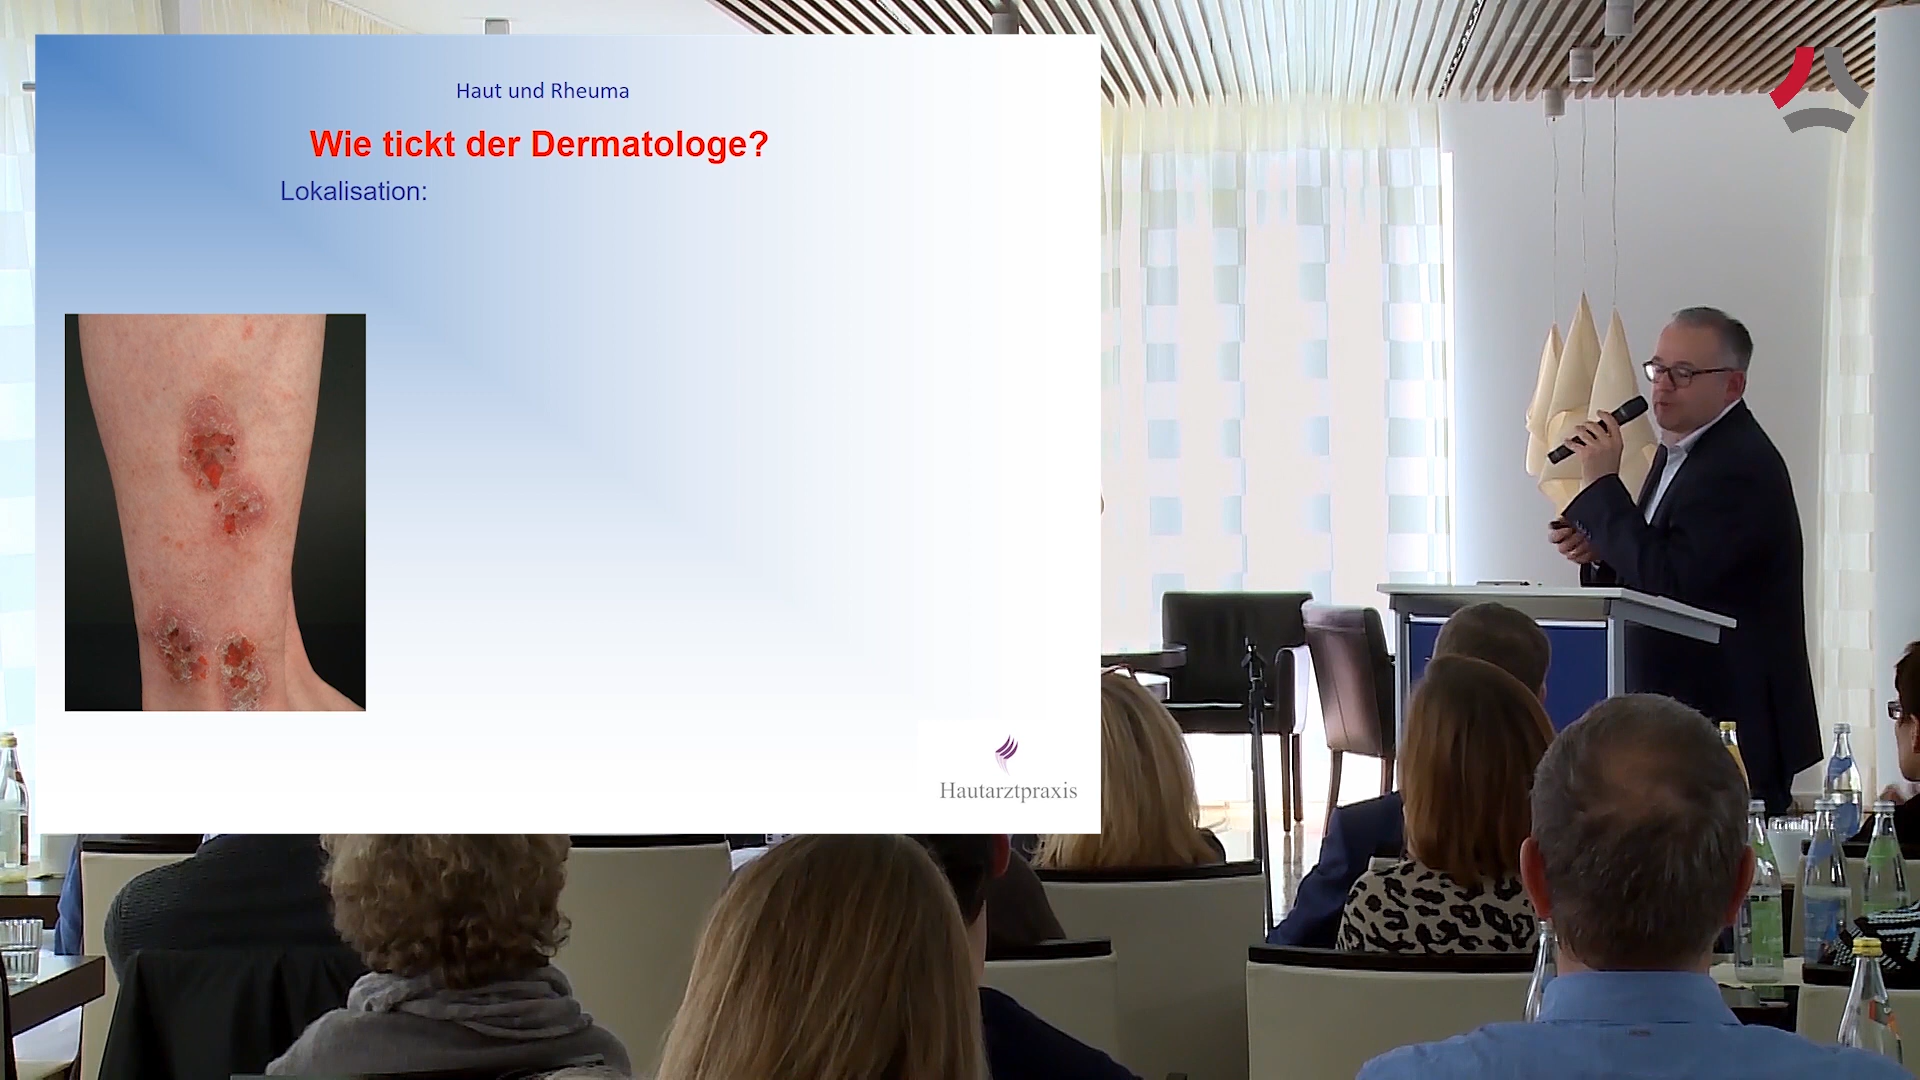 Haut und Rheuma
Wie tickt der Dermatologe?
Lokalisation:
Hautarztpraxis